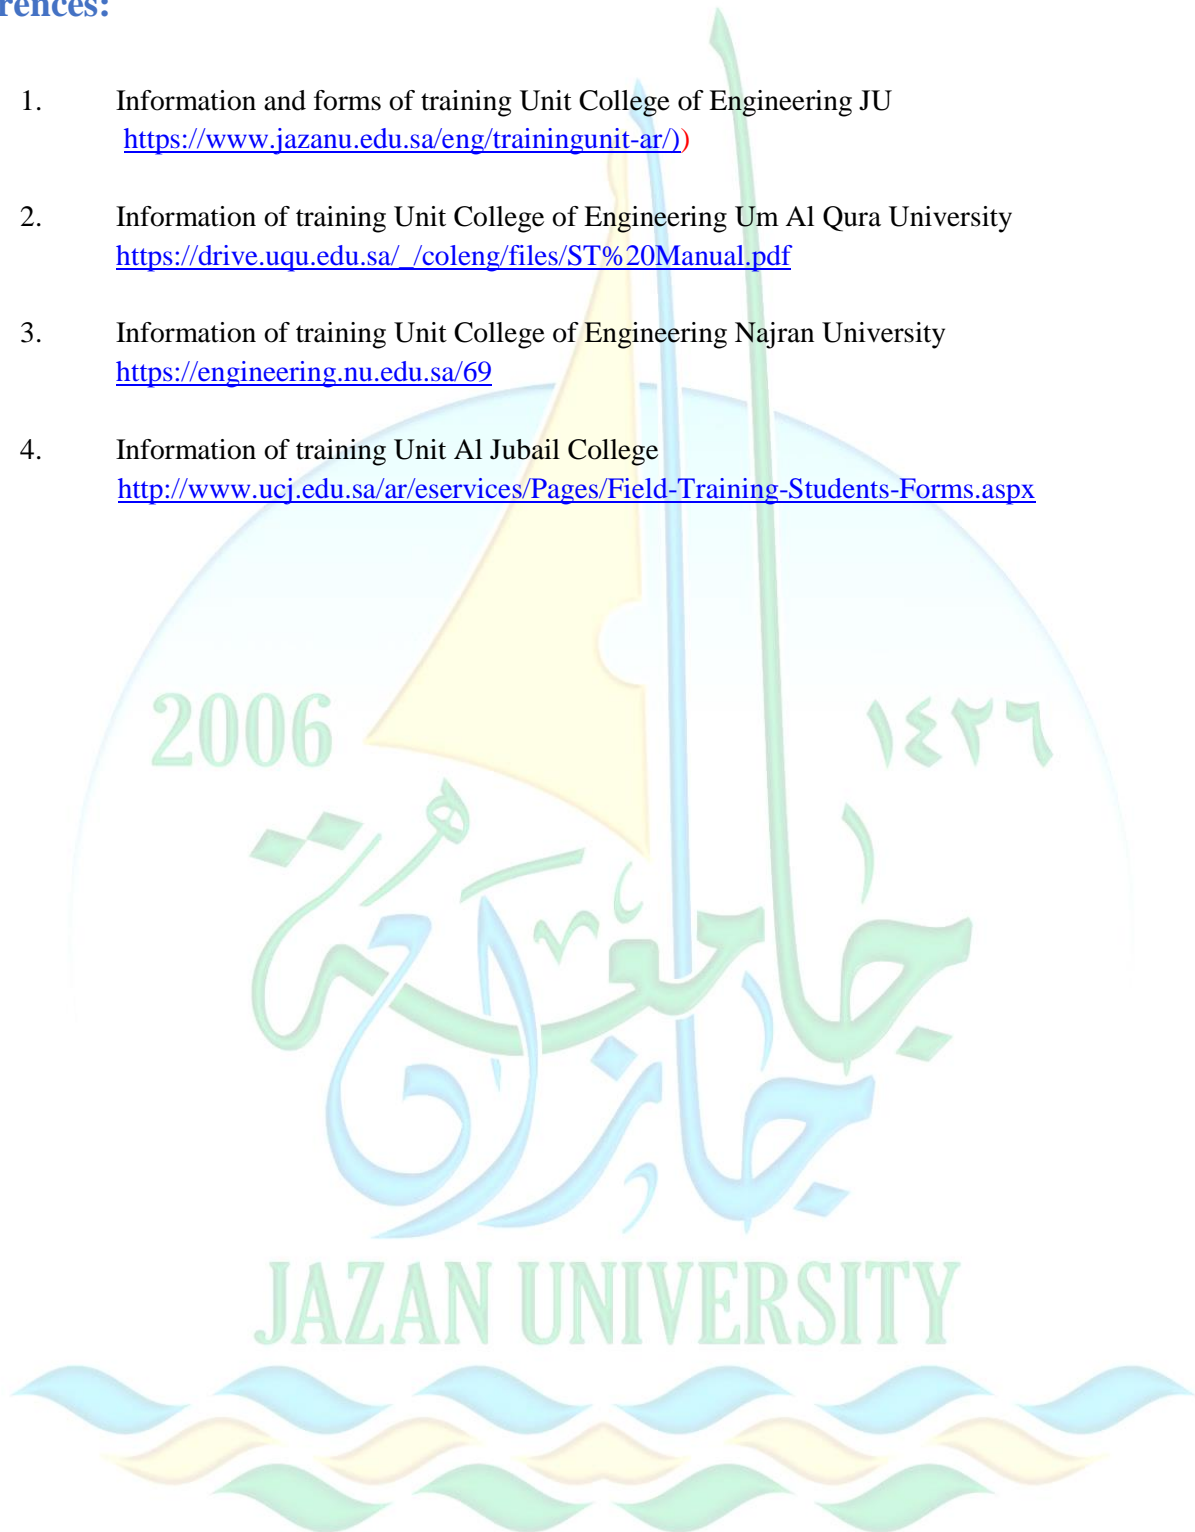 rences:
1. Information and forms of training Unit College of Engineering JU
https://www.jazanu.edu.sa/eng/trainingunit-ar/))
2. Information of training Unit College of Engineering Um Al Qura University
https://drive.uqu.edu.sa/_/coleng/files/ST%20Manual.pdf
3. Information of training Unit College of Engineering Najran University
https://engineering.nu.edu.sa/69
4. Information of training Unit Al Jubail College
http://www.ucj.edu.sa/ar/eservices/Pages/Field-Training-Students-Forms.aspx
2006 ١٤٢٦
جامعة
جازان
JAZAN UNIVERSITY